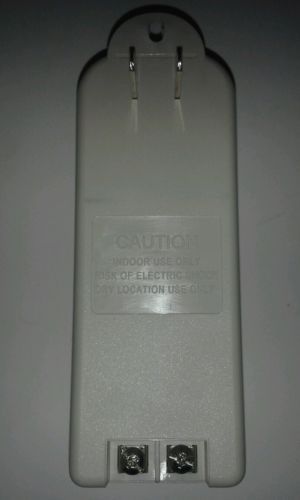 CAUTION
INDOOR USE ONLY
RISK OF ELECTRIC SHOCK
DRY LOCATION USE ONLY